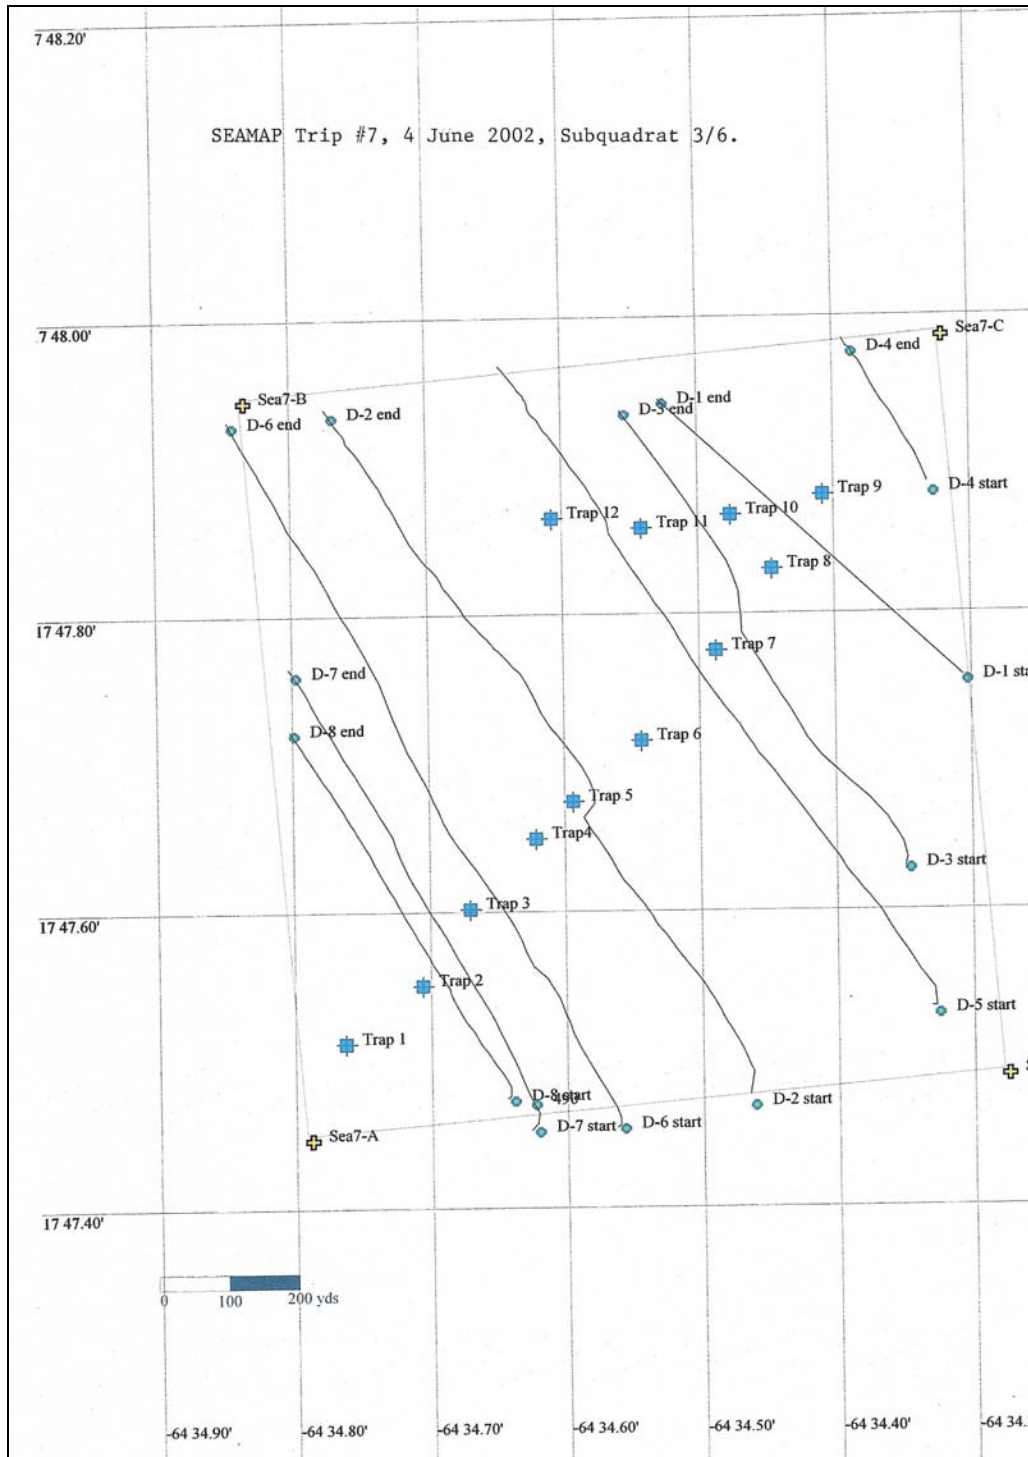 7 48.20'
SEAMAP Trip #7, 4 June 2002, Subquadrat 3/6.
7 48.00'
Sea7-C
D-4 end
Sea7-B
D-1 end
D-2 end
D-3 end
D-6 end
Trap 9
D-4 start
Trap 12
Trap 11
Trap 10
Trap 8
17 47.80'
Trap 7
D-7 end
D-1 sta
D-8 end
Trap 6
Trap 5
Trap4
D-3 start
Trap 3
17 47.60'
Trap 2
D-5 start
Trap 1
S
D-8 start
490
D-2 start
Sea7-A
D-7 start
D-6 start
17 47.40'
0 100 200 yds
-64 34.90'
-64 34.80'
-64 34.70'
-64 34.60'
-64 34.50'
-64 34.40'
-64 34.